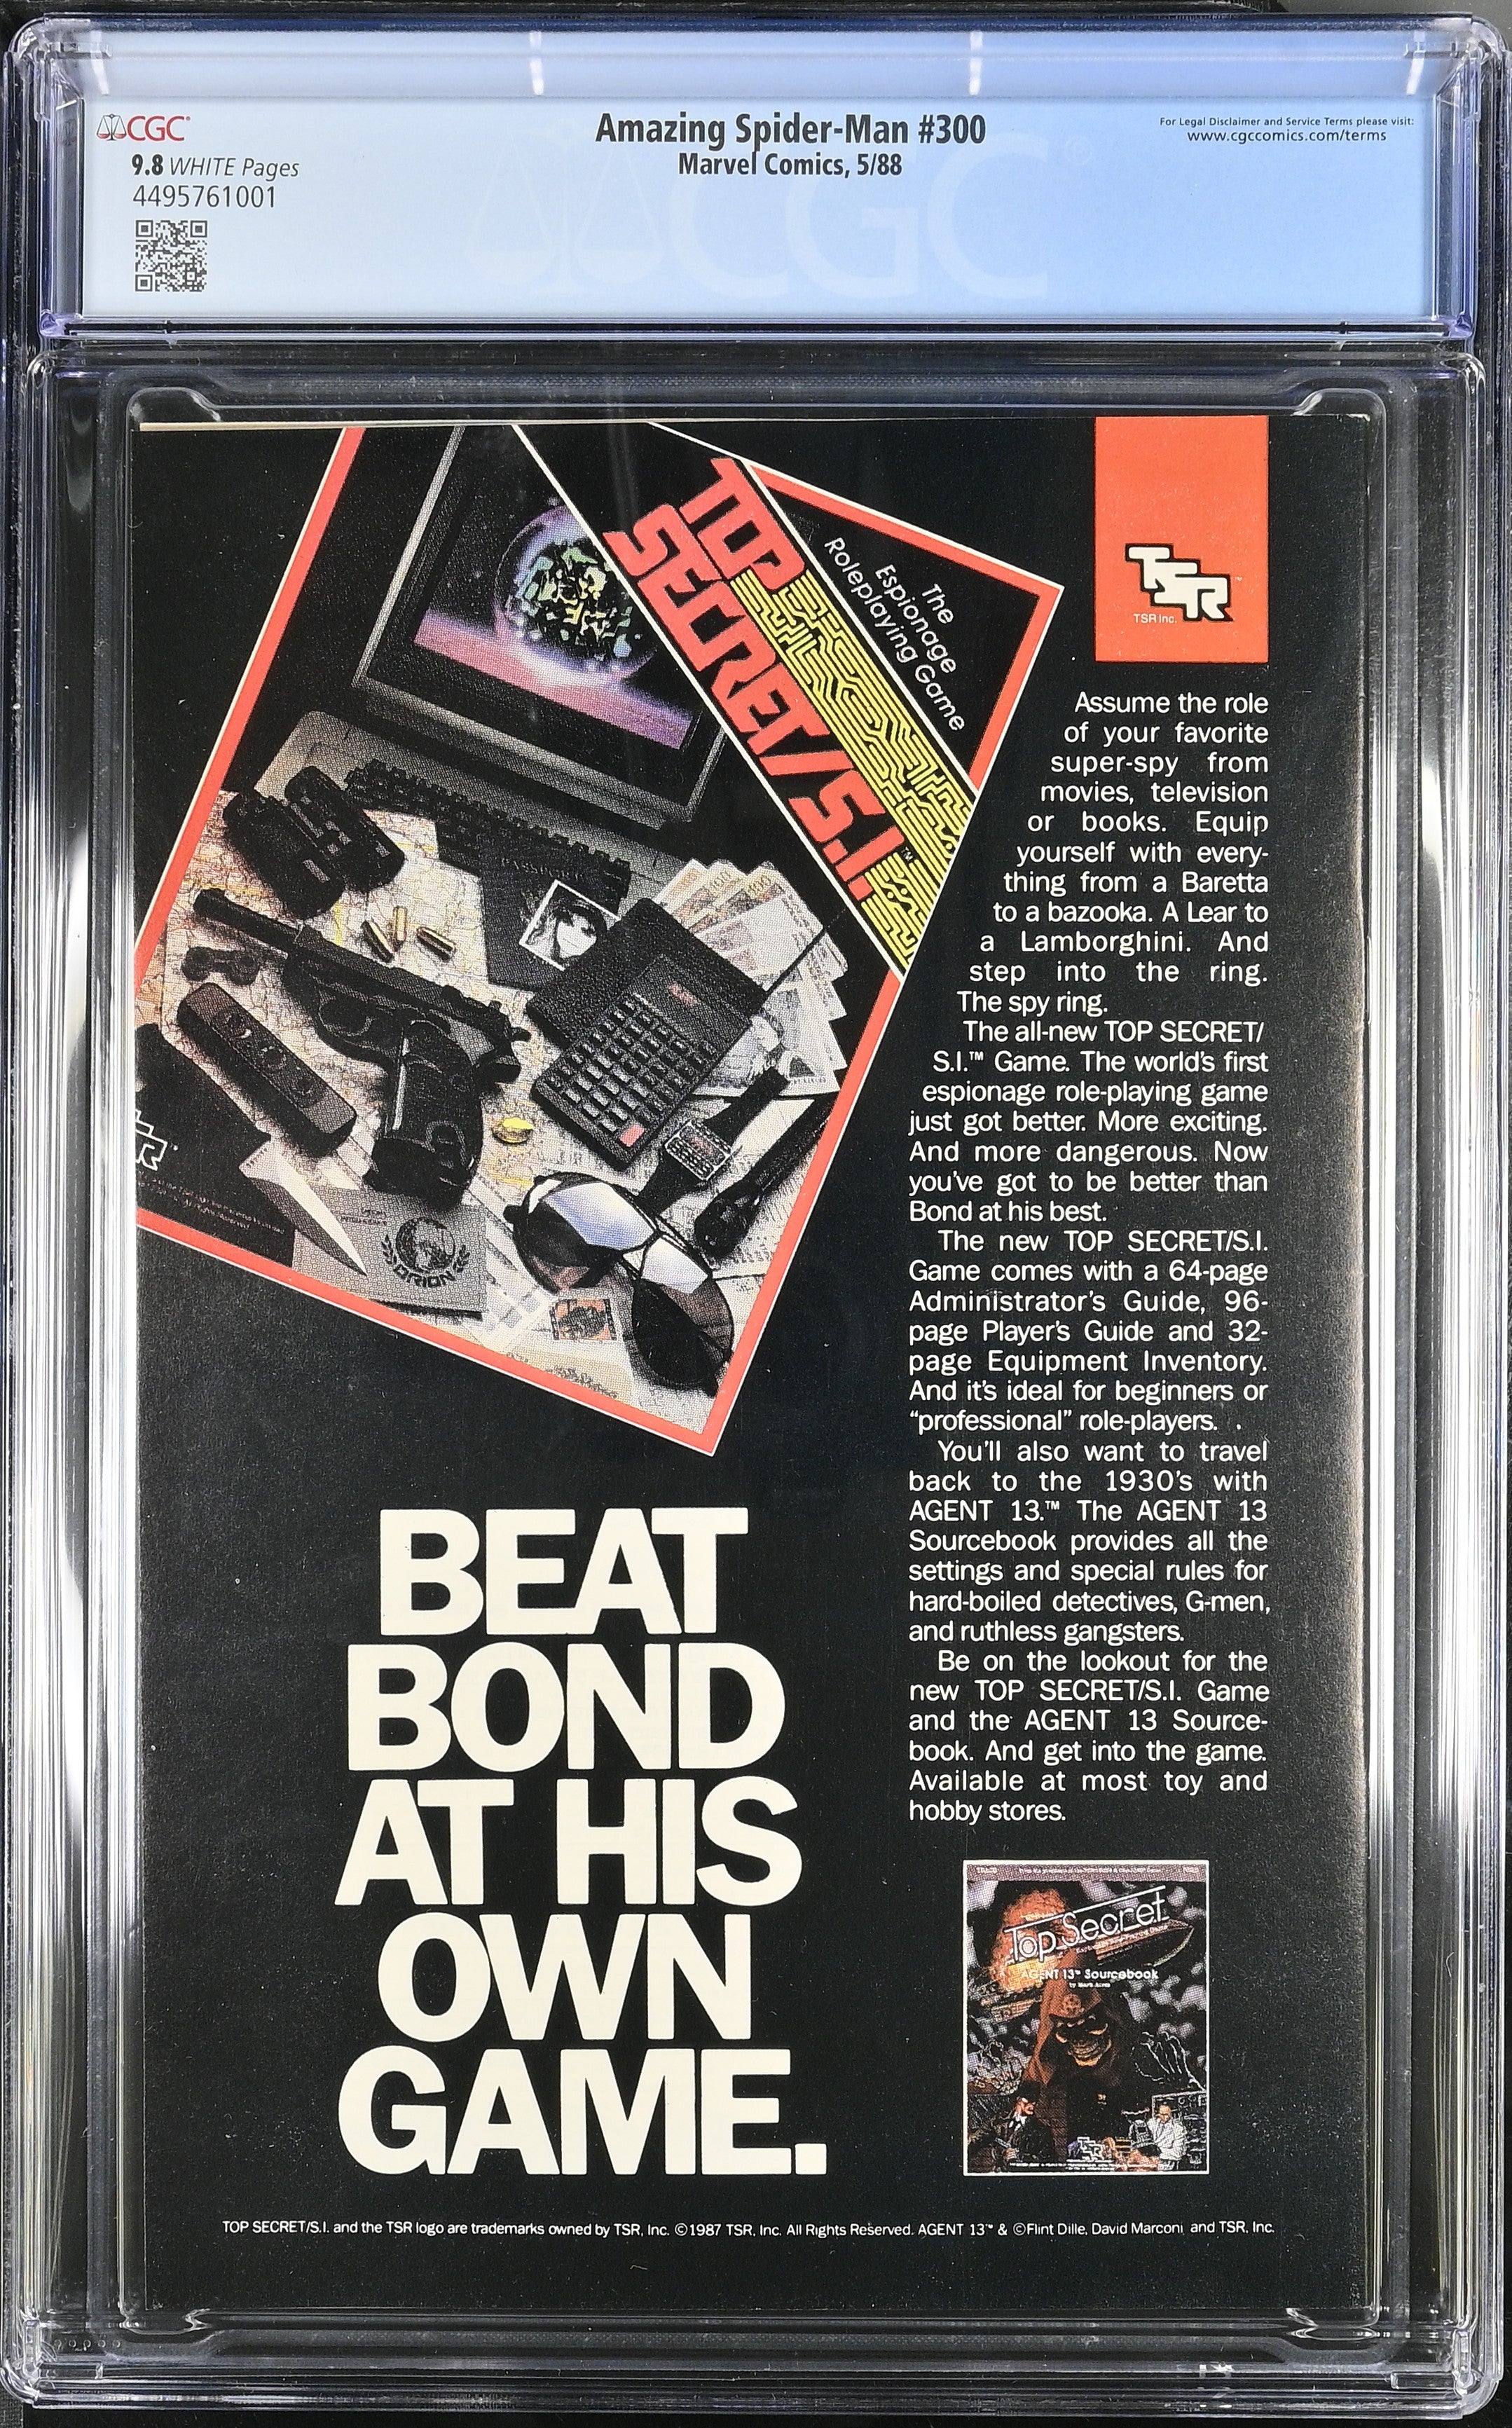 CGC
Amazing Spider-Man #300
For Legal Disclaimer and Service Terms please visit:
9.8 WHITE Pages
Marvel Comics, 5/88
www.cgccomics.com/terms
4495761001
CGC
TOP
SECRET/S.I.™
The
Espionage
Roleplaying Game
TSR™
TSR Inc.
PASSPORT
100
100
ORION
Assume the role
of your favorite
super-spy from
movies, television
or books. Equip
yourself with every-
thing from a Baretta
to a bazooka. A Lear to
a Lamborghini. And
step into the ring.
The spy ring.
The all-new TOP SECRET/
S.I.™ Game. The world's first
espionage role-playing game
just got better. More exciting.
And more dangerous. Now
you've got to be better than
Bond at his best.
The new TOP SECRET/S.I.
Game comes with a 64-page
Administrator's Guide, 96-
page Player's Guide and 32-
page Equipment Inventory.
And it's ideal for beginners or
"professional" role-players.
You'll also want to travel
back to the 1930's with
AGENT 13.™ The AGENT 13
Sourcebook provides all the
settings and special rules for
hard-boiled detectives, G-men,
and ruthless gangsters.
Be on the lookout for the
new TOP SECRET/S.I. Game
and the AGENT 13 Source-
book. And get into the game.
Available at most toy and
hobby stores.
BEAT
BOND
AT HIS
OWN
GAME.
Top Secret
AGENT 13™ Sourcebook
TSR
TOP SECRET/S.I. and the TSR logo are trademarks owned by TSR, Inc. ©1987 TSR, Inc. All Rights Reserved. AGENT 13™ & ©Flint Dille, David Marconi and TSR, Inc.